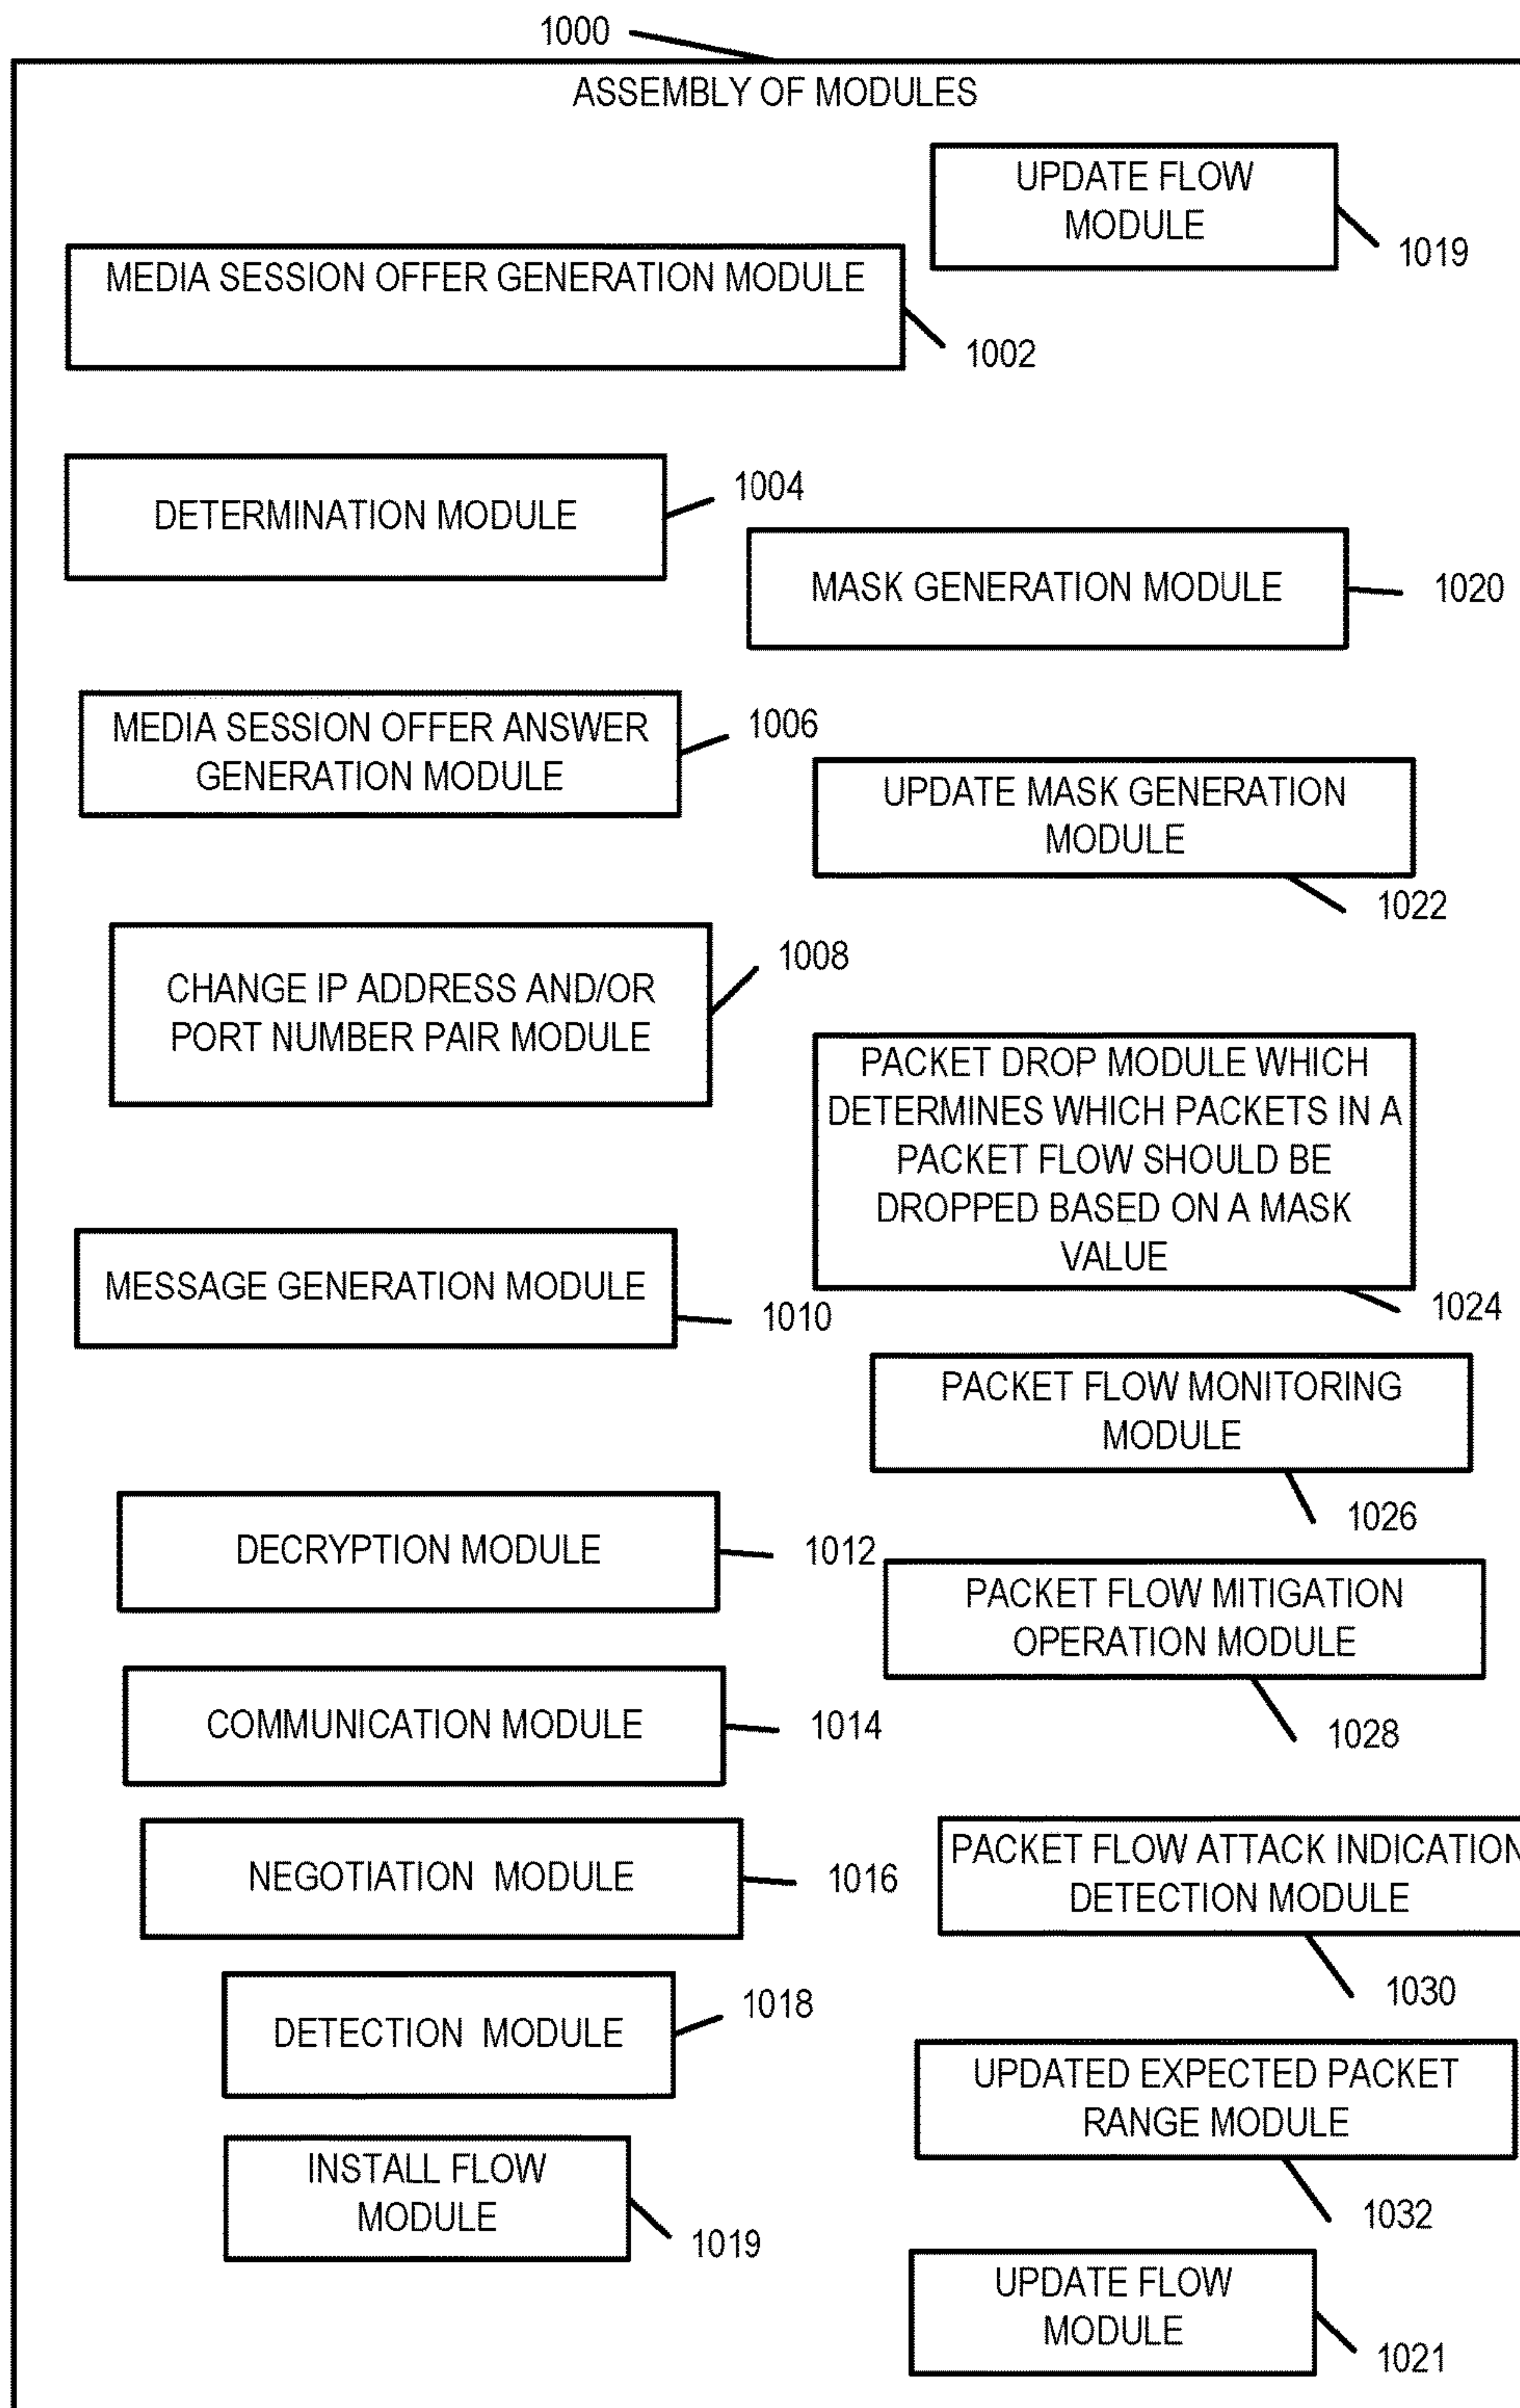 1000
ASSEMBLY OF MODULES
UPDATE FLOW
MODULE
1019
MEDIA SESSION OFFER GENERATION MODULE
1002
DETERMINATION MODULE
1004
MASK GENERATION MODULE
1020
MEDIA SESSION OFFER ANSWER
GENERATION MODULE
1006
UPDATE MASK GENERATION
MODULE
1022
CHANGE IP ADDRESS AND/OR
PORT NUMBER PAIR MODULE
1008
PACKET DROP MODULE WHICH
DETERMINES WHICH PACKETS IN A
PACKET FLOW SHOULD BE
DROPPED BASED ON A MASK
VALUE
1024
MESSAGE GENERATION MODULE
1010
PACKET FLOW MONITORING
MODULE
1026
DECRYPTION MODULE
1012
PACKET FLOW MITIGATION
OPERATION MODULE
1028
COMMUNICATION MODULE
1014
NEGOTIATION MODULE
1016
PACKET FLOW ATTACK INDICATION
DETECTION MODULE
1030
DETECTION MODULE
1018
UPDATED EXPECTED PACKET
RANGE MODULE
1032
INSTALL FLOW
MODULE
1019
UPDATE FLOW
MODULE
1021